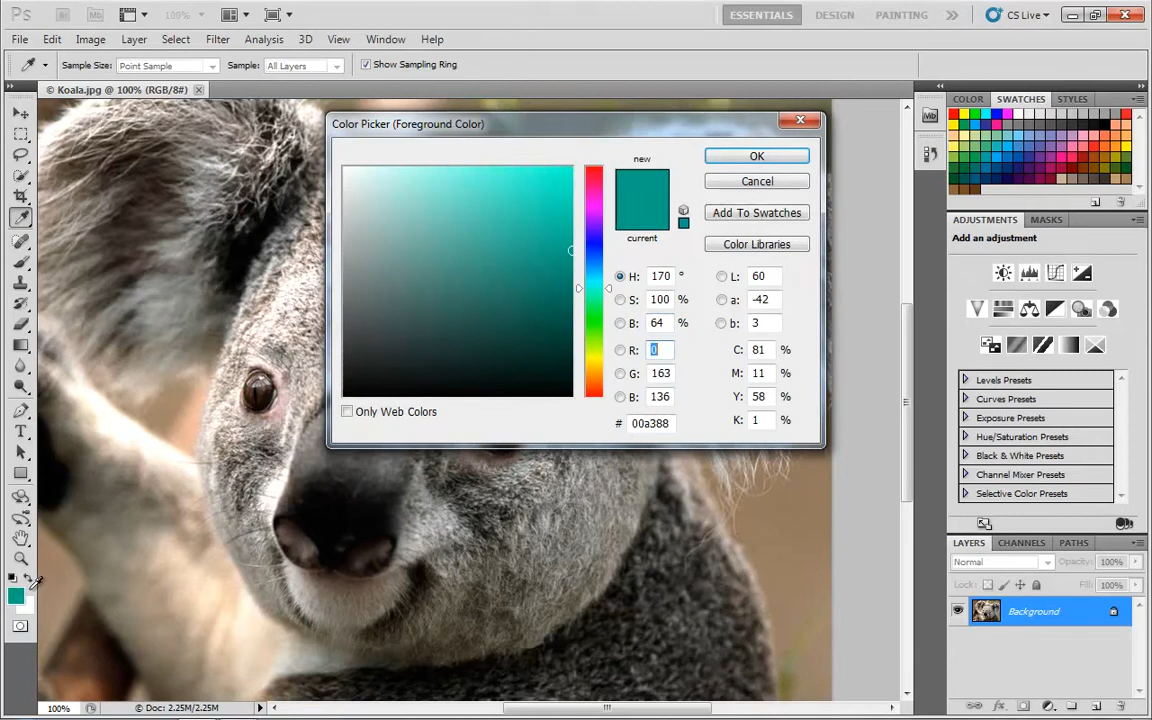 Ps Br Mb 100% ESSENTIALS DESIGN PAINTING CS Live
File Edit Image Layer Select Filter Analysis 3D View Window Help
Sample Size: Point Sample Sample: All Layers Show Sampling Ring
© Koala.jpg @ 100% (RGB/8#)
COLOR SWATCHES STYLES
Mb
Color Picker (Foreground Color)
new
current
OK
Cancel
Add To Swatches
Color Libraries
H: 170 ° L: 60
S: 100 % a: -42
B: 64 % b: 3
R: 0 C: 81 %
G: 163 M: 11 %
B: 136 Y: 58 %
# 00a388 K: 1 %
Only Web Colors
ADJUSTMENTS MASKS
Add an adjustment
Levels Presets
Curves Presets
Exposure Presets
Hue/Saturation Presets
Black & White Presets
Channel Mixer Presets
Selective Color Presets
LAYERS CHANNELS PATHS
Normal Opacity: 100%
Lock: Fill: 100%
Background
T
fx
100% Doc: 2.25M/2.25M